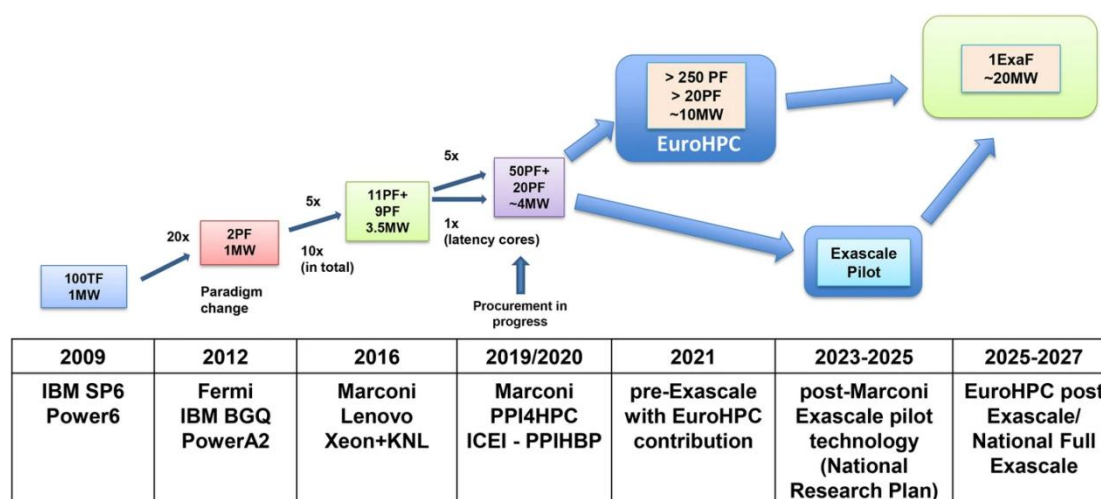 > 250 PF
> 20PF
~10MW
EuroHPC
1ExaF
~20MW
5x
50PF+
20PF
~4MW
5x
11PF+
9PF
3.5MW
1x
(latency cores)
20x
2PF
1MW
10x
(in total)
Exascale
Pilot
100TF
1MW
Paradigm
change
Procurement in
progress
2009
2012
2016
2019/2020
2021
2023-2025
2025-2027
IBM SP6
Power6
Fermi
IBM BGQ
PowerA2
Marconi
Lenovo
Xeon+KNL
Marconi
PPI4HPC
ICEI - PPIHBP
pre-Exascale
with EuroHPC
contribution
post-Marconi
Exascale pilot
technology
(National
Research Plan)
EuroHPC post
Exascale/
National Full
Exascale